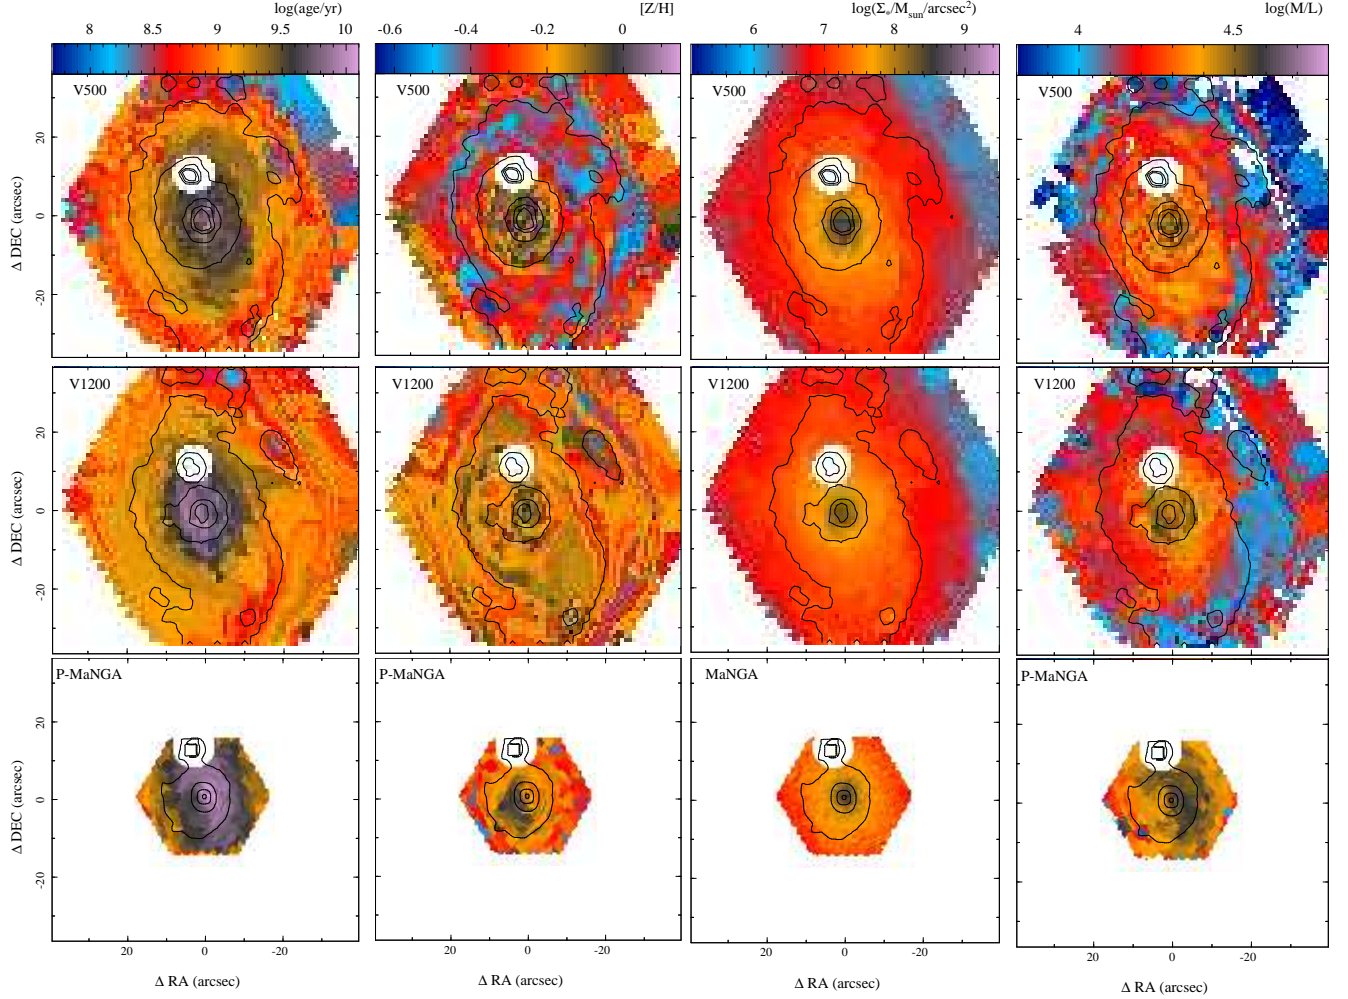 log(age/yr) [Z/H] log(Σ*/Msun/arcsec²) log(M/L)
8 8.5 9 9.5 10 -0.6 -0.4 -0.2 0 6 7 8 9 4 4.5
V500 V500 V500 V500
20
0
-20
Δ DEC (arcsec)
V1200 V1200 V1200 V1200
20
0
-20
Δ DEC (arcsec)
P-MaNGA P-MaNGA MaNGA P-MaNGA
20
0
-20
Δ DEC (arcsec)
20 0 -20 20 0 -20 20 0 -20 20 0 -20
Δ RA (arcsec) Δ RA (arcsec) Δ RA (arcsec) Δ RA (arcsec)